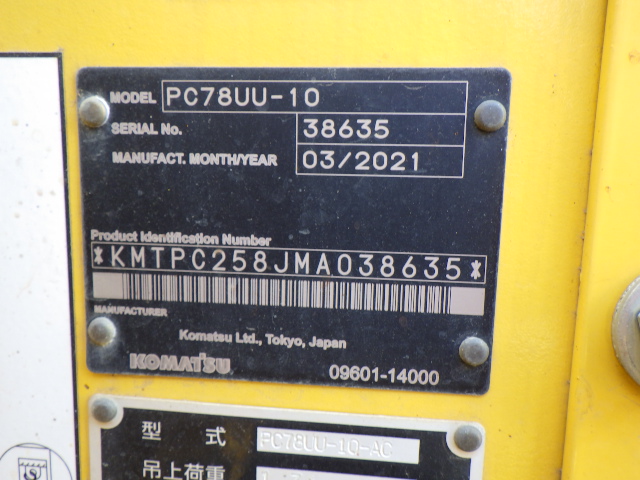 MODEL PC78UU-10
SERIAL No. 38635
MANUFACT. MONTH/YEAR 03/2021
Product Identification Number
*KMTPC258JMA038635*
MANUFACTURER
Komatsu Ltd., Tokyo, Japan
KOMATSU
09601-14000
型式 PC78UU-10-AC
吊上荷重